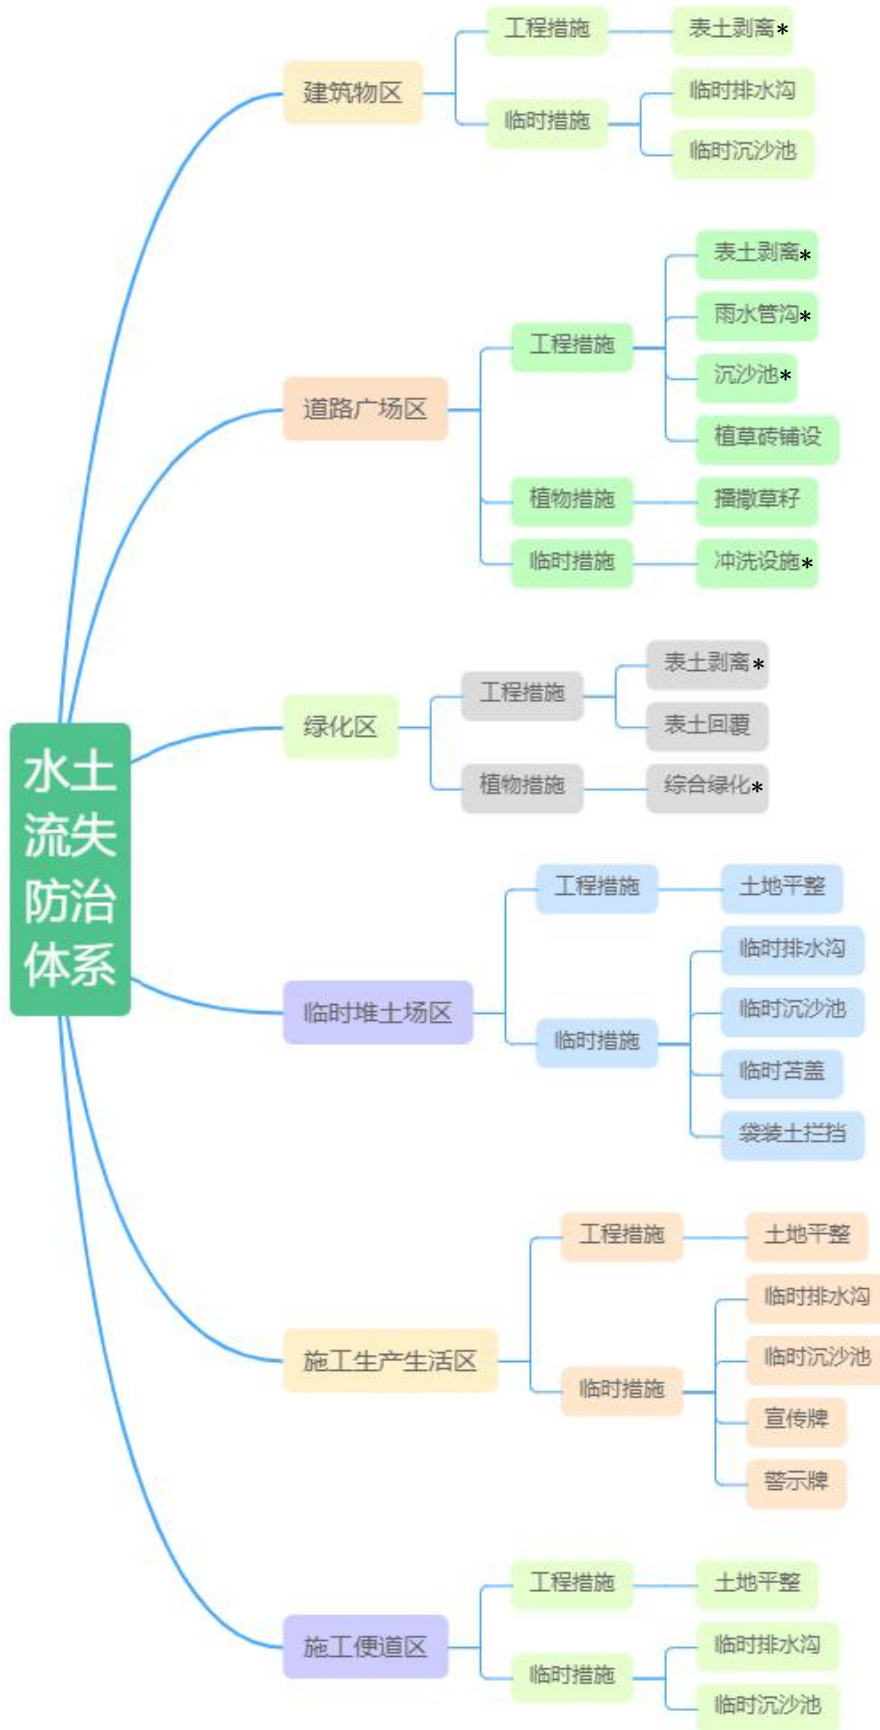 水土
流失
防治
体系
建筑物区
工程措施
表土剥离*
临时措施
临时排水沟
临时沉沙池
道路广场区
工程措施
表土剥离*
雨水管沟*
沉沙池*
植草砖铺设
植物措施
播撒草籽
临时措施
冲洗设施*
绿化区
工程措施
表土剥离*
表土回覆
植物措施
综合绿化*
临时堆土场区
工程措施
土地平整
临时措施
临时排水沟
临时沉沙池
临时苫盖
袋装土拦挡
施工生产生活区
工程措施
土地平整
临时措施
临时排水沟
临时沉沙池
宣传牌
警示牌
施工便道区
工程措施
土地平整
临时措施
临时排水沟
临时沉沙池